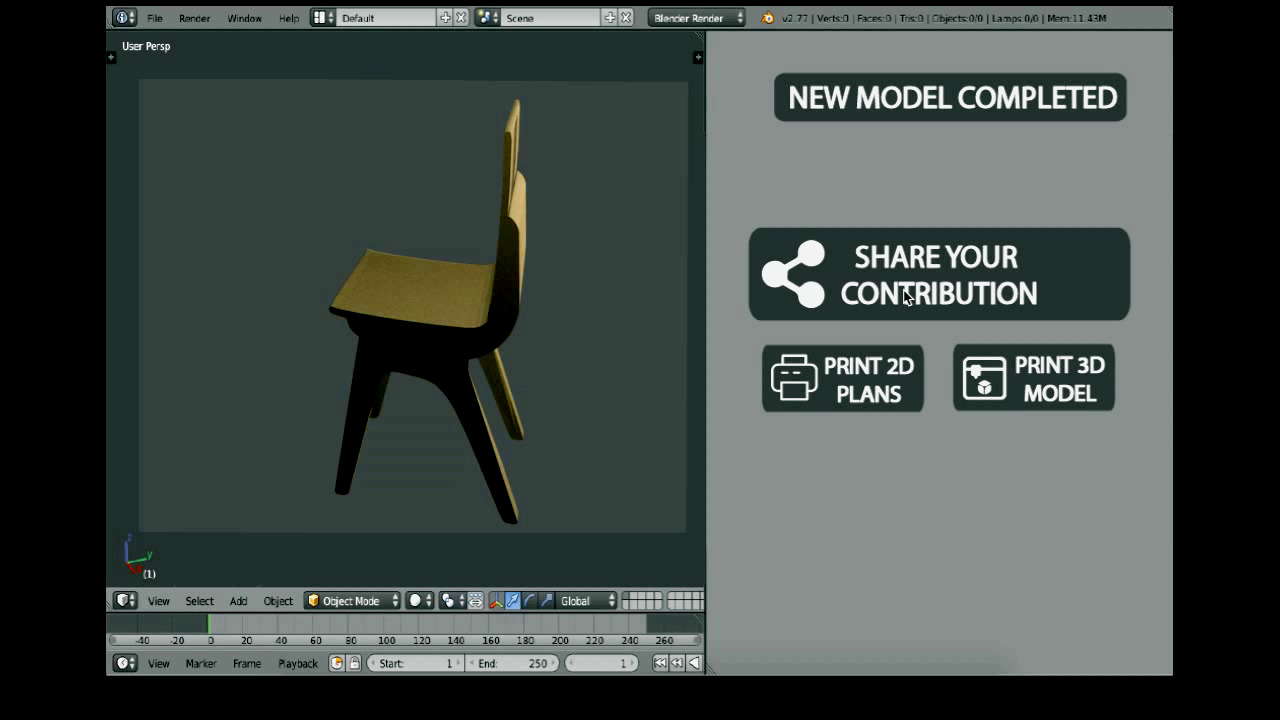 File Render Window Help Default Scene Blender Render v2.77 | Verts:0 | Faces:0 | Tris:0 | Objects:0/0 | Lamps:0/0 | Mem:11.43M
User Persp
NEW MODEL COMPLETED
SHARE YOUR
CONTRIBUTION
PRINT 2D
PLANS
PRINT 3D
MODEL
z
y
x
(1)
View Select Add Object Object Mode Global
-40 -20 0 20 40 60 80 100 120 140 160 180 200 220 240 260
View Marker Frame Playback Start: 1 End: 250 1